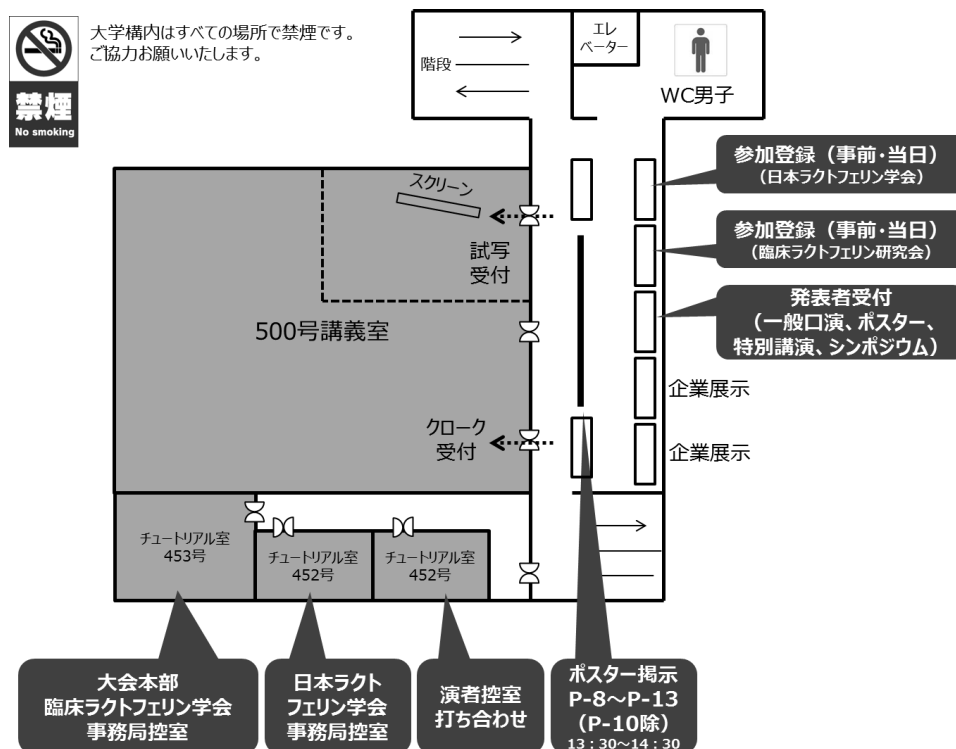 大学構内はすべての場所で禁煙です。
ご協力お願いいたします。
禁煙
No smoking
エレ
ベーター
階段
WC男子
参加登録（事前･当日）
（日本ラクトフェリン学会）
スクリーン
試写
受付
参加登録（事前･当日）
（臨床ラクトフェリン研究会）
発表者受付
（一般口演、ポスター、
特別講演、シンポジウム）
500号講義室
企業展示
クローク
受付
企業展示
チュートリアル室
453号
チュートリアル室
452号
チュートリアル室
452号
大会本部
臨床ラクトフェリン学会
事務局控室
日本ラクト
フェリン学会
事務局控室
演者控室
打ち合わせ
ポスター掲示
P-8～P-13
（P-10除）
13：30～14：30